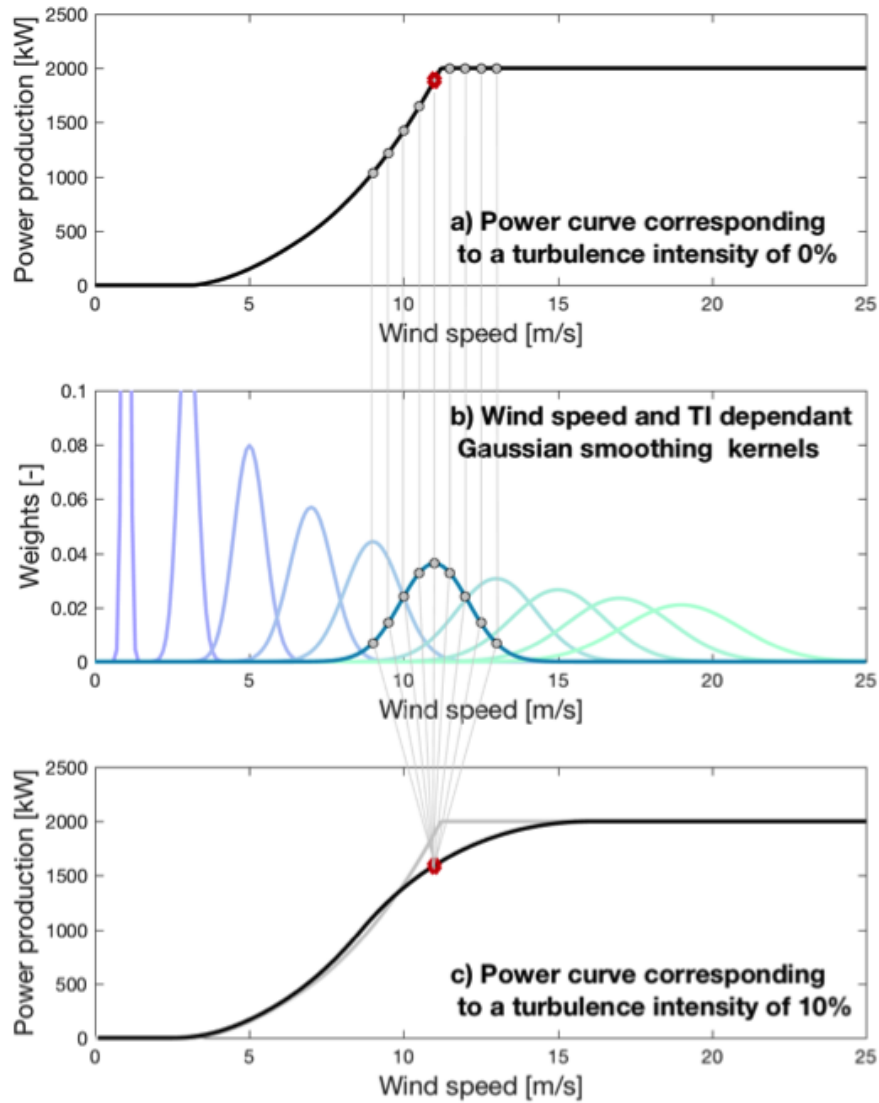 2500
2000
1500
1000
500
0
Power production [kW]
a) Power curve corresponding
to a turbulence intensity of 0%
0 5 10 15 20 25
Wind speed [m/s]
0.1
0.08
0.06
0.04
0.02
0
Weights [-]
b) Wind speed and TI dependant
Gaussian smoothing kernels
0 5 10 15 20 25
Wind speed [m/s]
2500
2000
1500
1000
500
0
Power production [kW]
c) Power curve corresponding
to a turbulence intensity of 10%
0 5 10 15 20 25
Wind speed [m/s]